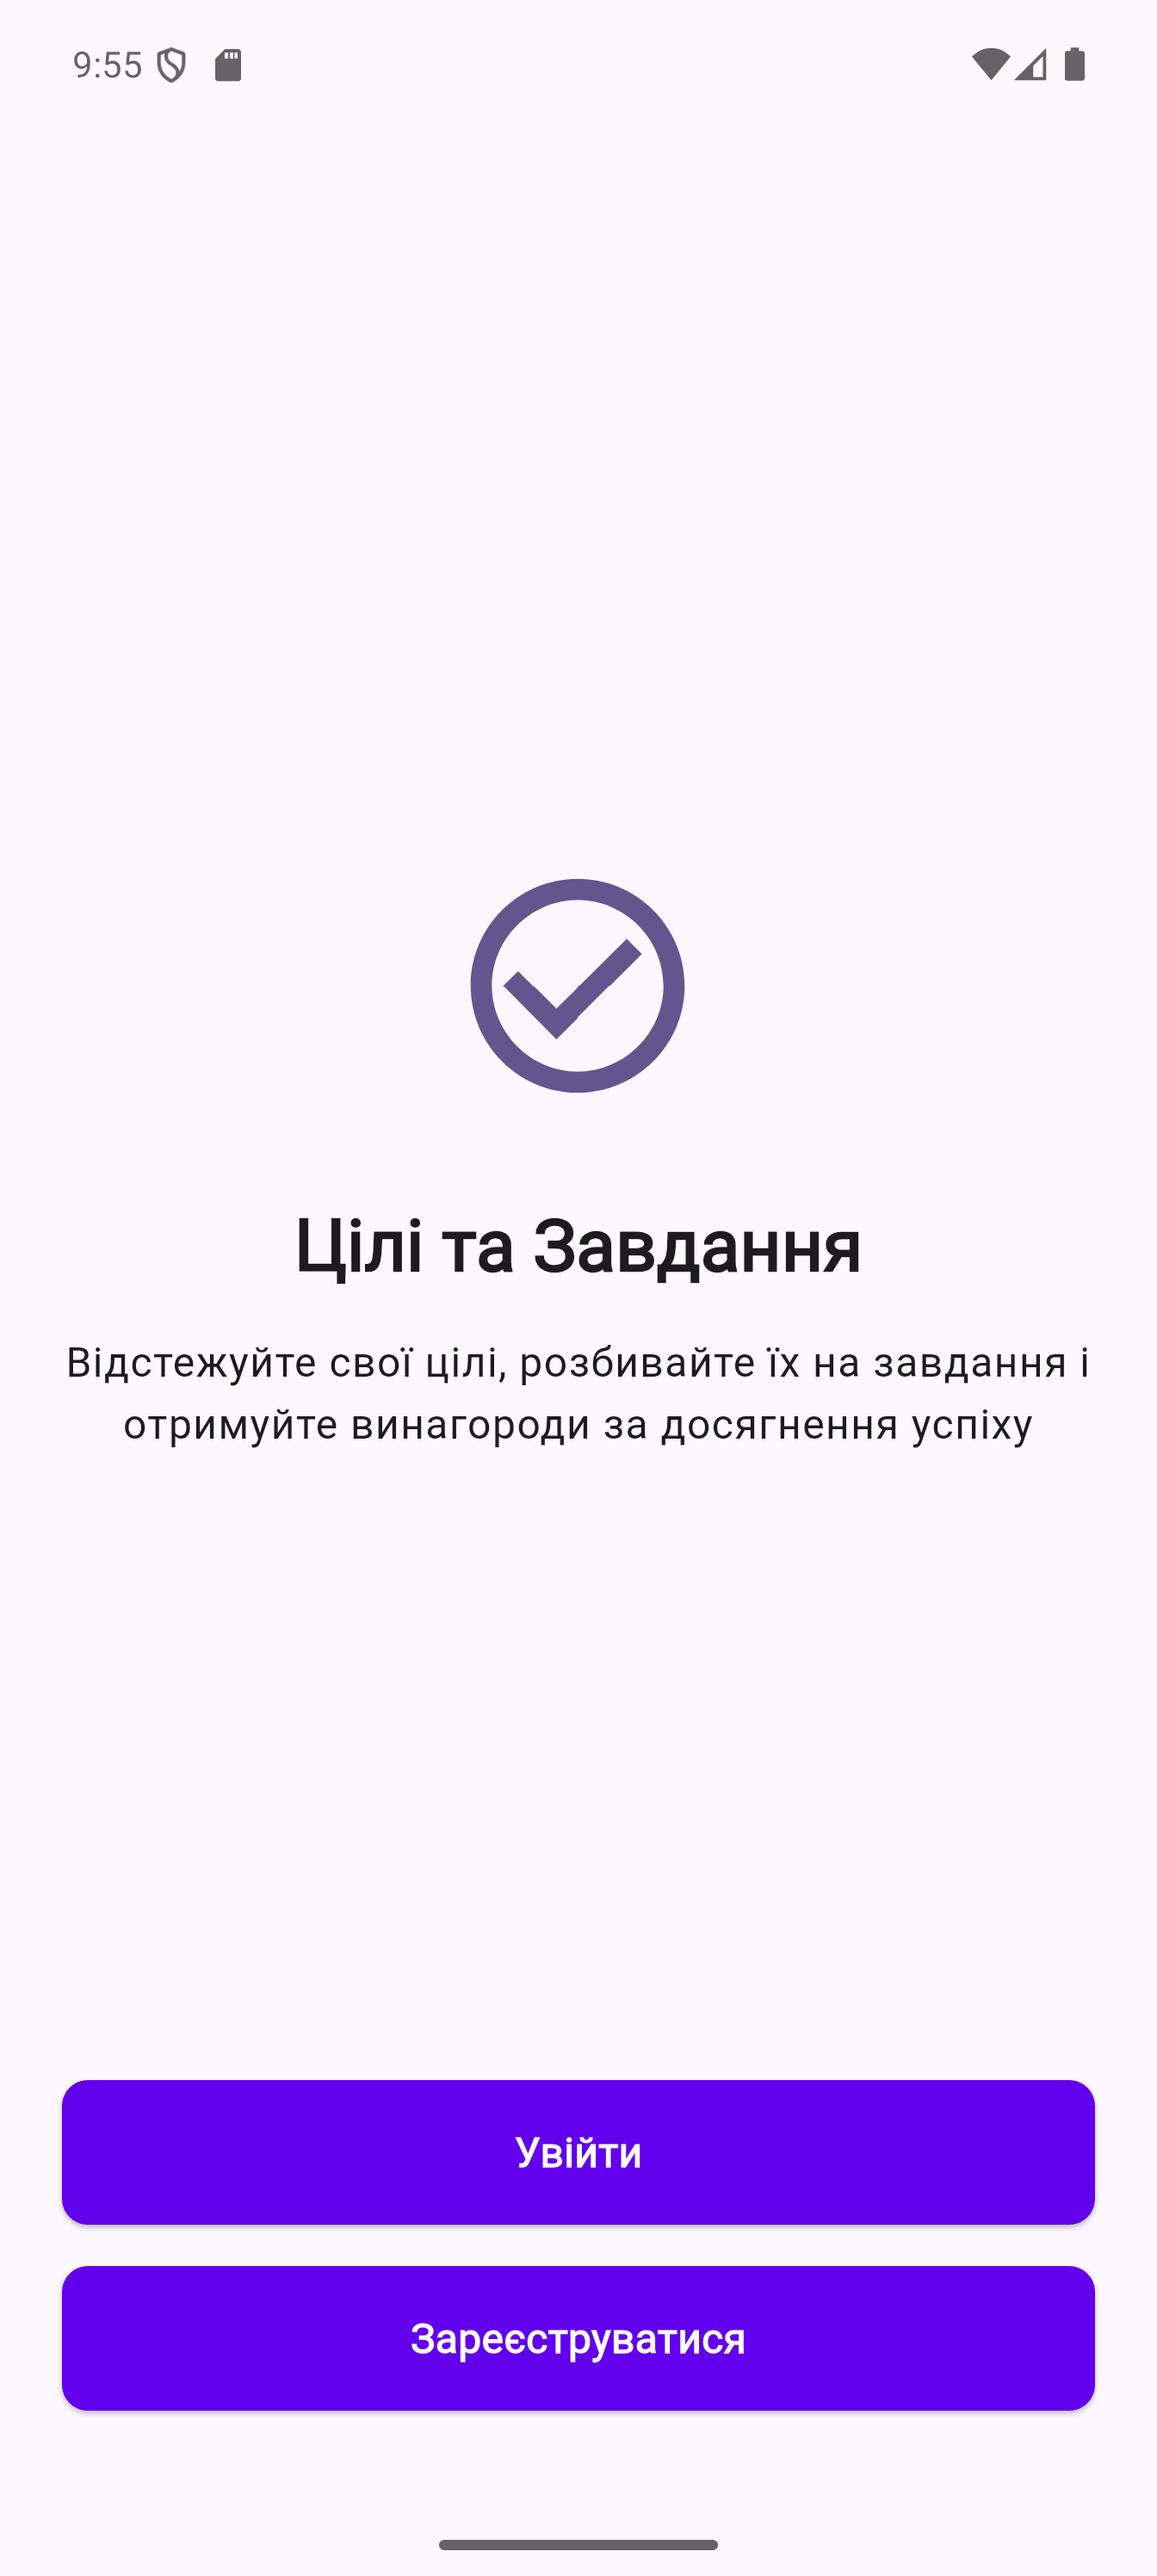 9:55
Цілі та Завдання
Відстежуйте свої цілі, розбивайте їх на завдання і
отримуйте винагороди за досягнення успіху
Увійти
Зареєструватися